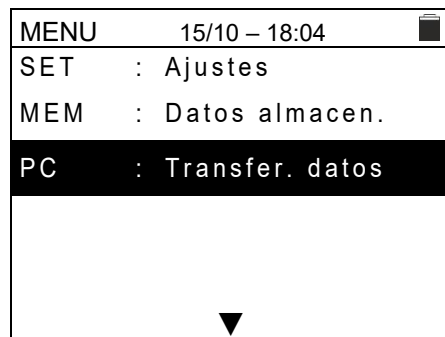 MENU 15/10 – 18:04
SET : Ajustes
MEM : Datos almacen.
PC : Transfer. datos